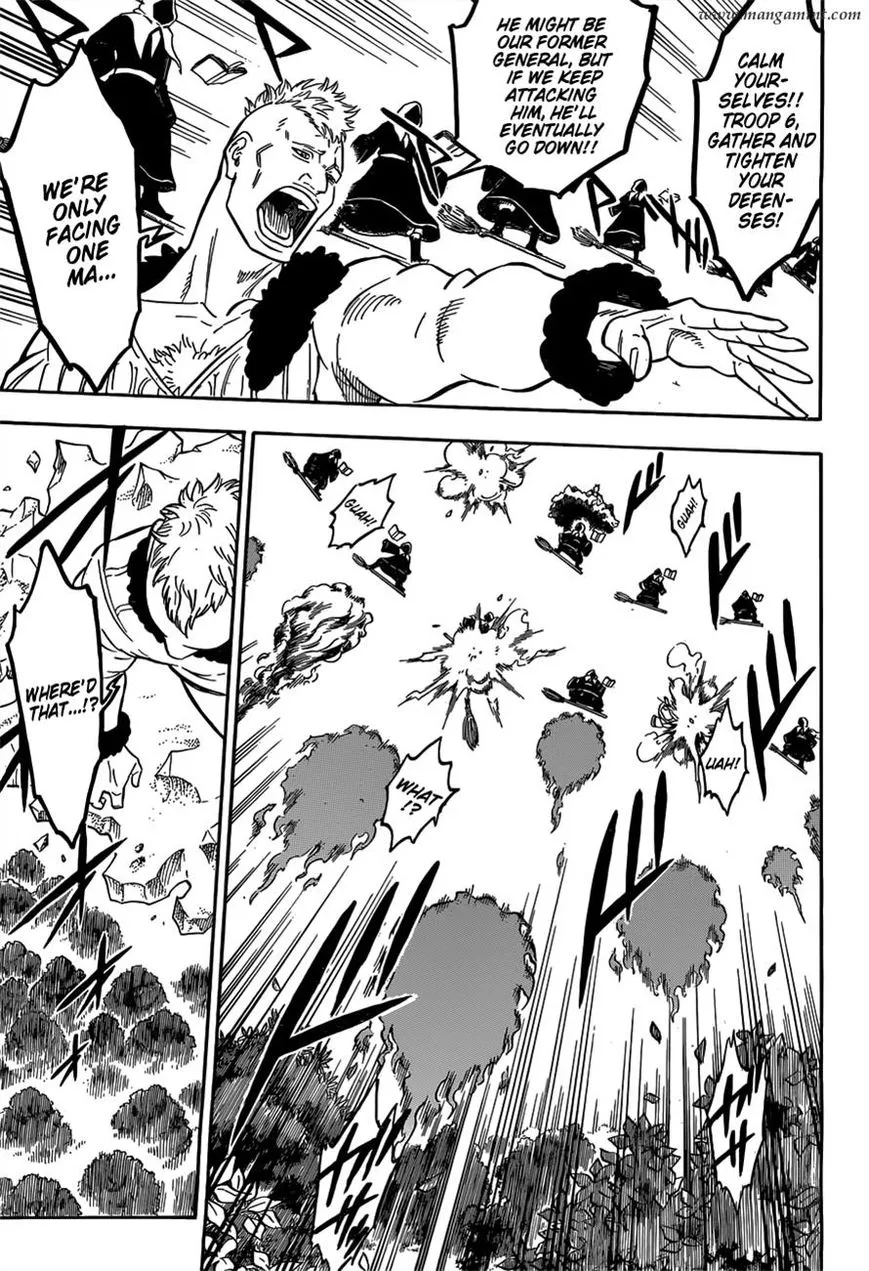 www.mangamint.com
CALM
YOUR-
SELVES!!
TROOP 6,
GATHER AND
TIGHTEN
YOUR
DEFEN-
SES!
HE MIGHT BE
OUR FORMER
GENERAL, BUT
IF WE KEEP
ATTACKING
HIM, HE'LL
EVENTUALLY
GO DOWN!!
WE'RE
ONLY
FACING
ONE
MA...
GUAH!
GUAH!
UAH!
WHAT
!?
WHERE'D
THAT...!?